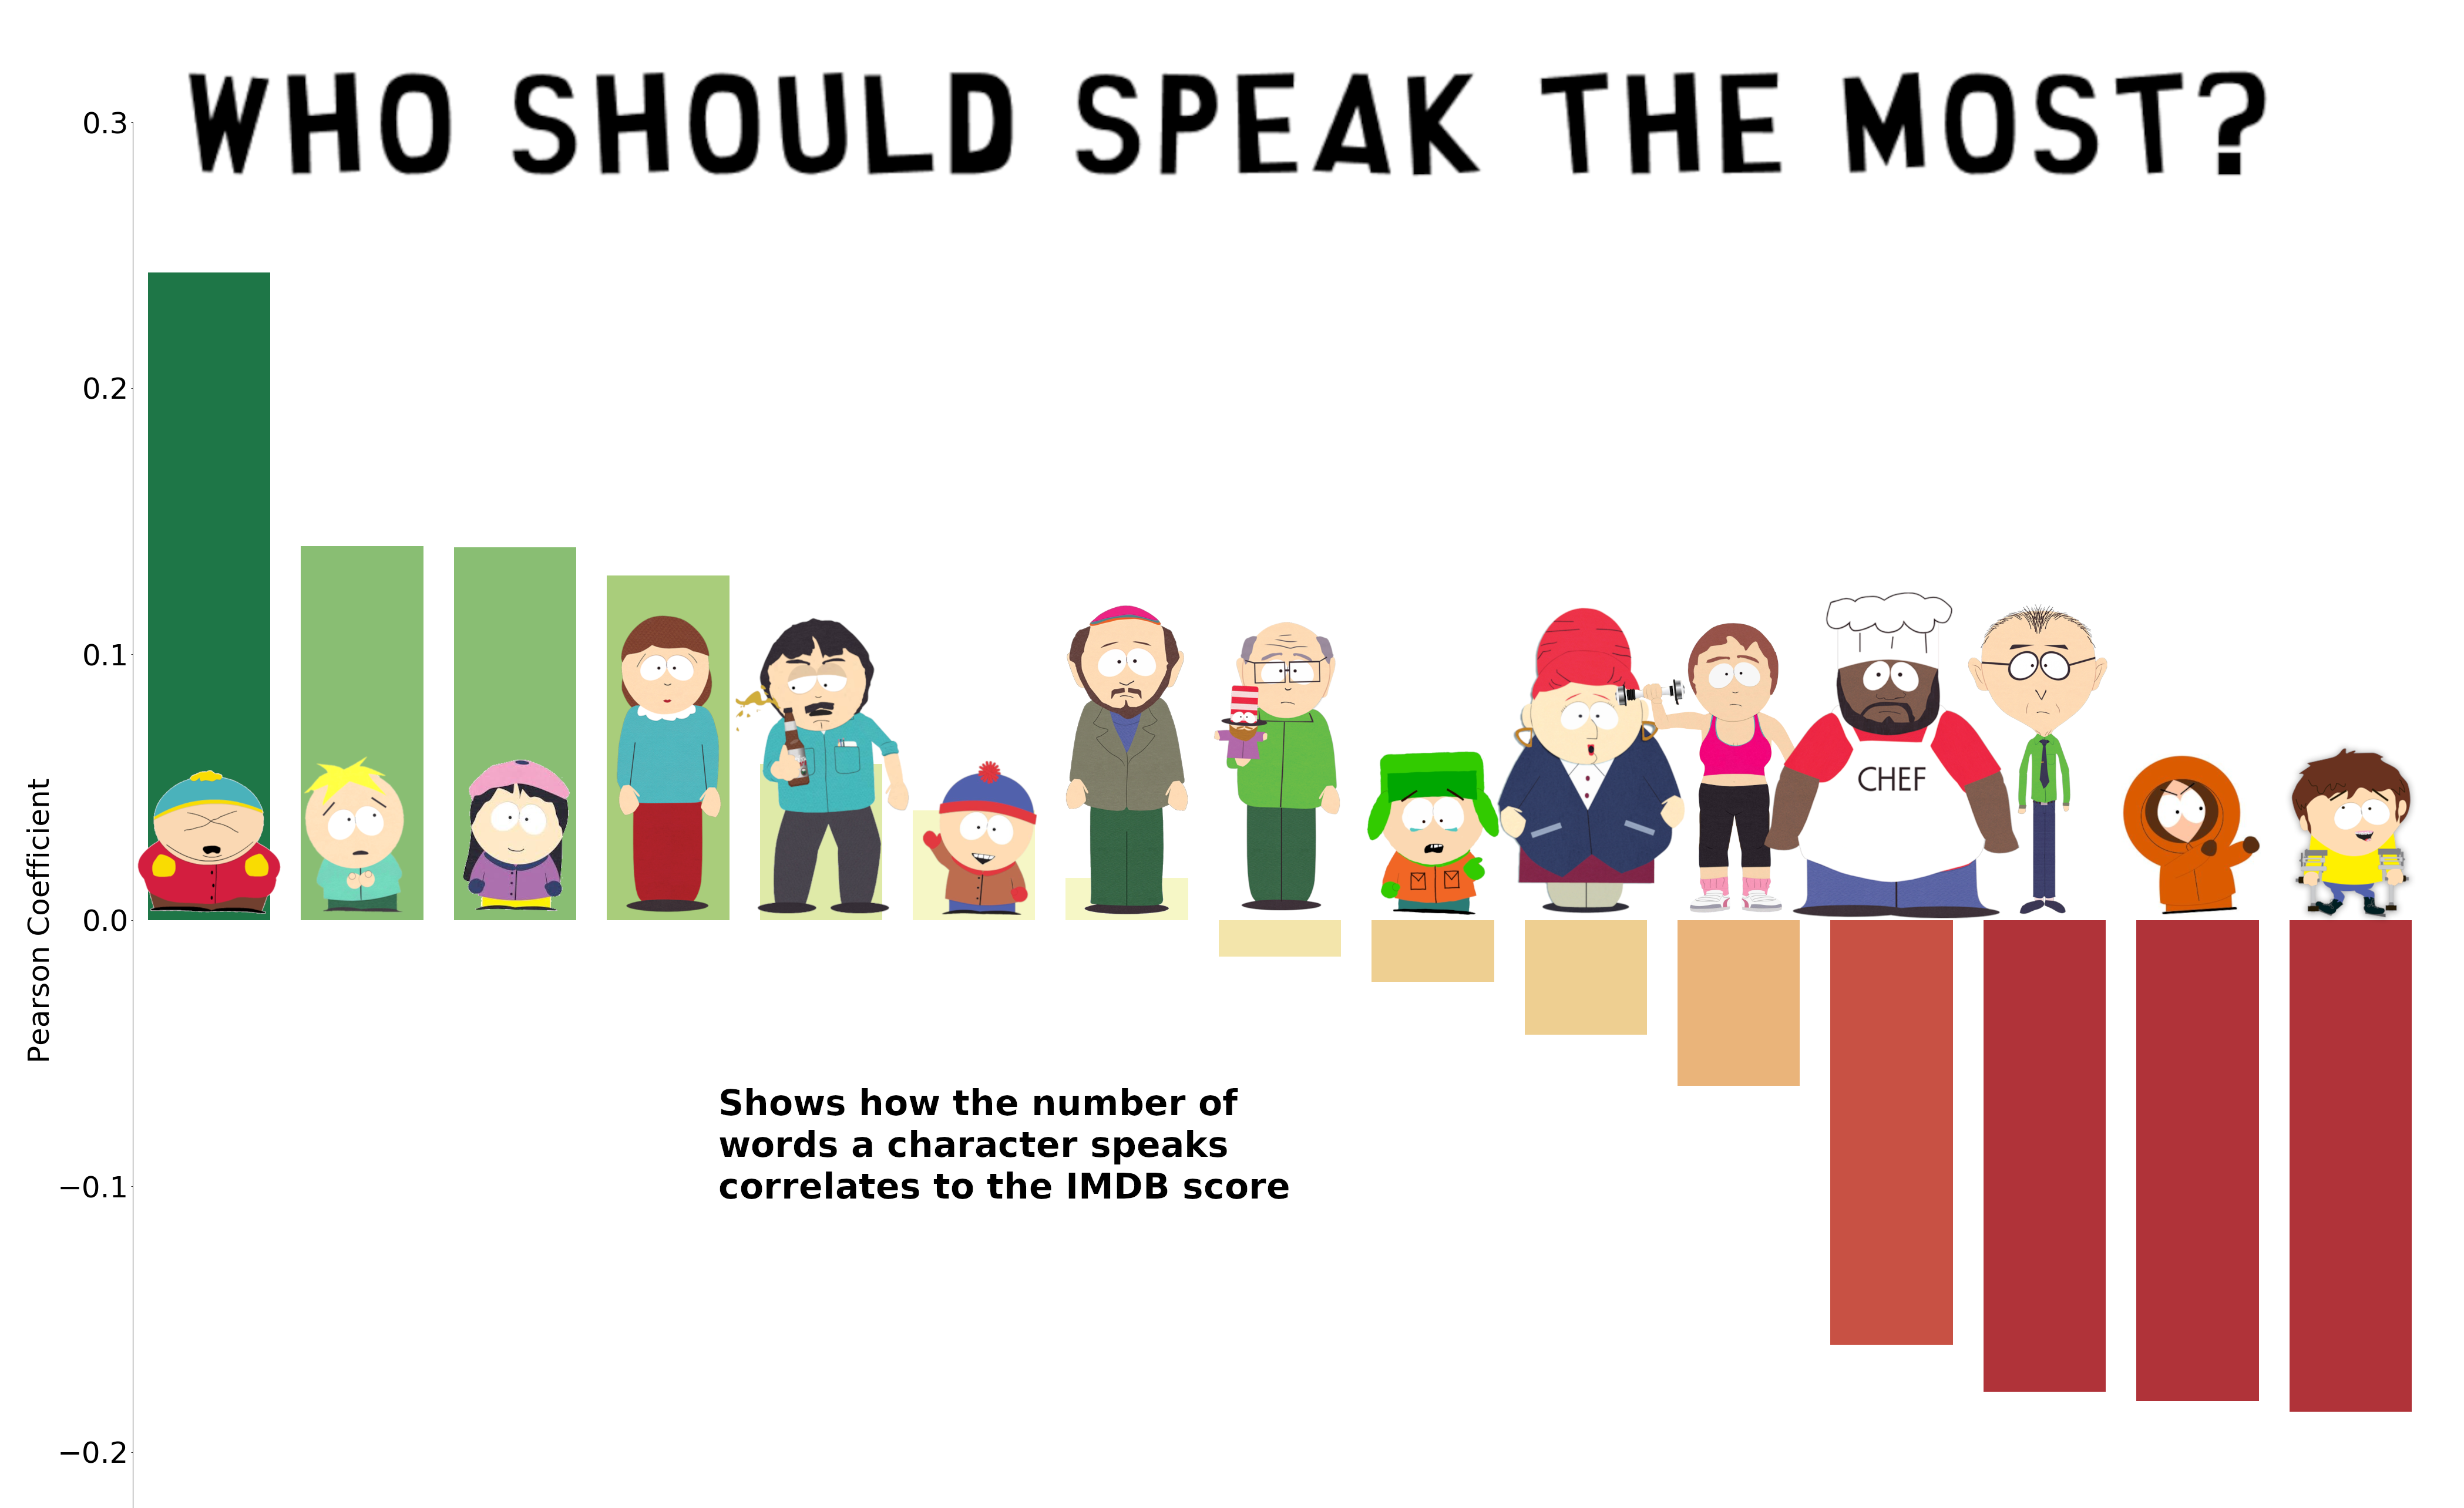 WHO SHOULD SPEAK THE MOST?
0.3
0.2
0.1
0.0
−0.1
−0.2
Pearson Coefficient
CHEF
Shows how the number of
words a character speaks
correlates to the IMDB score